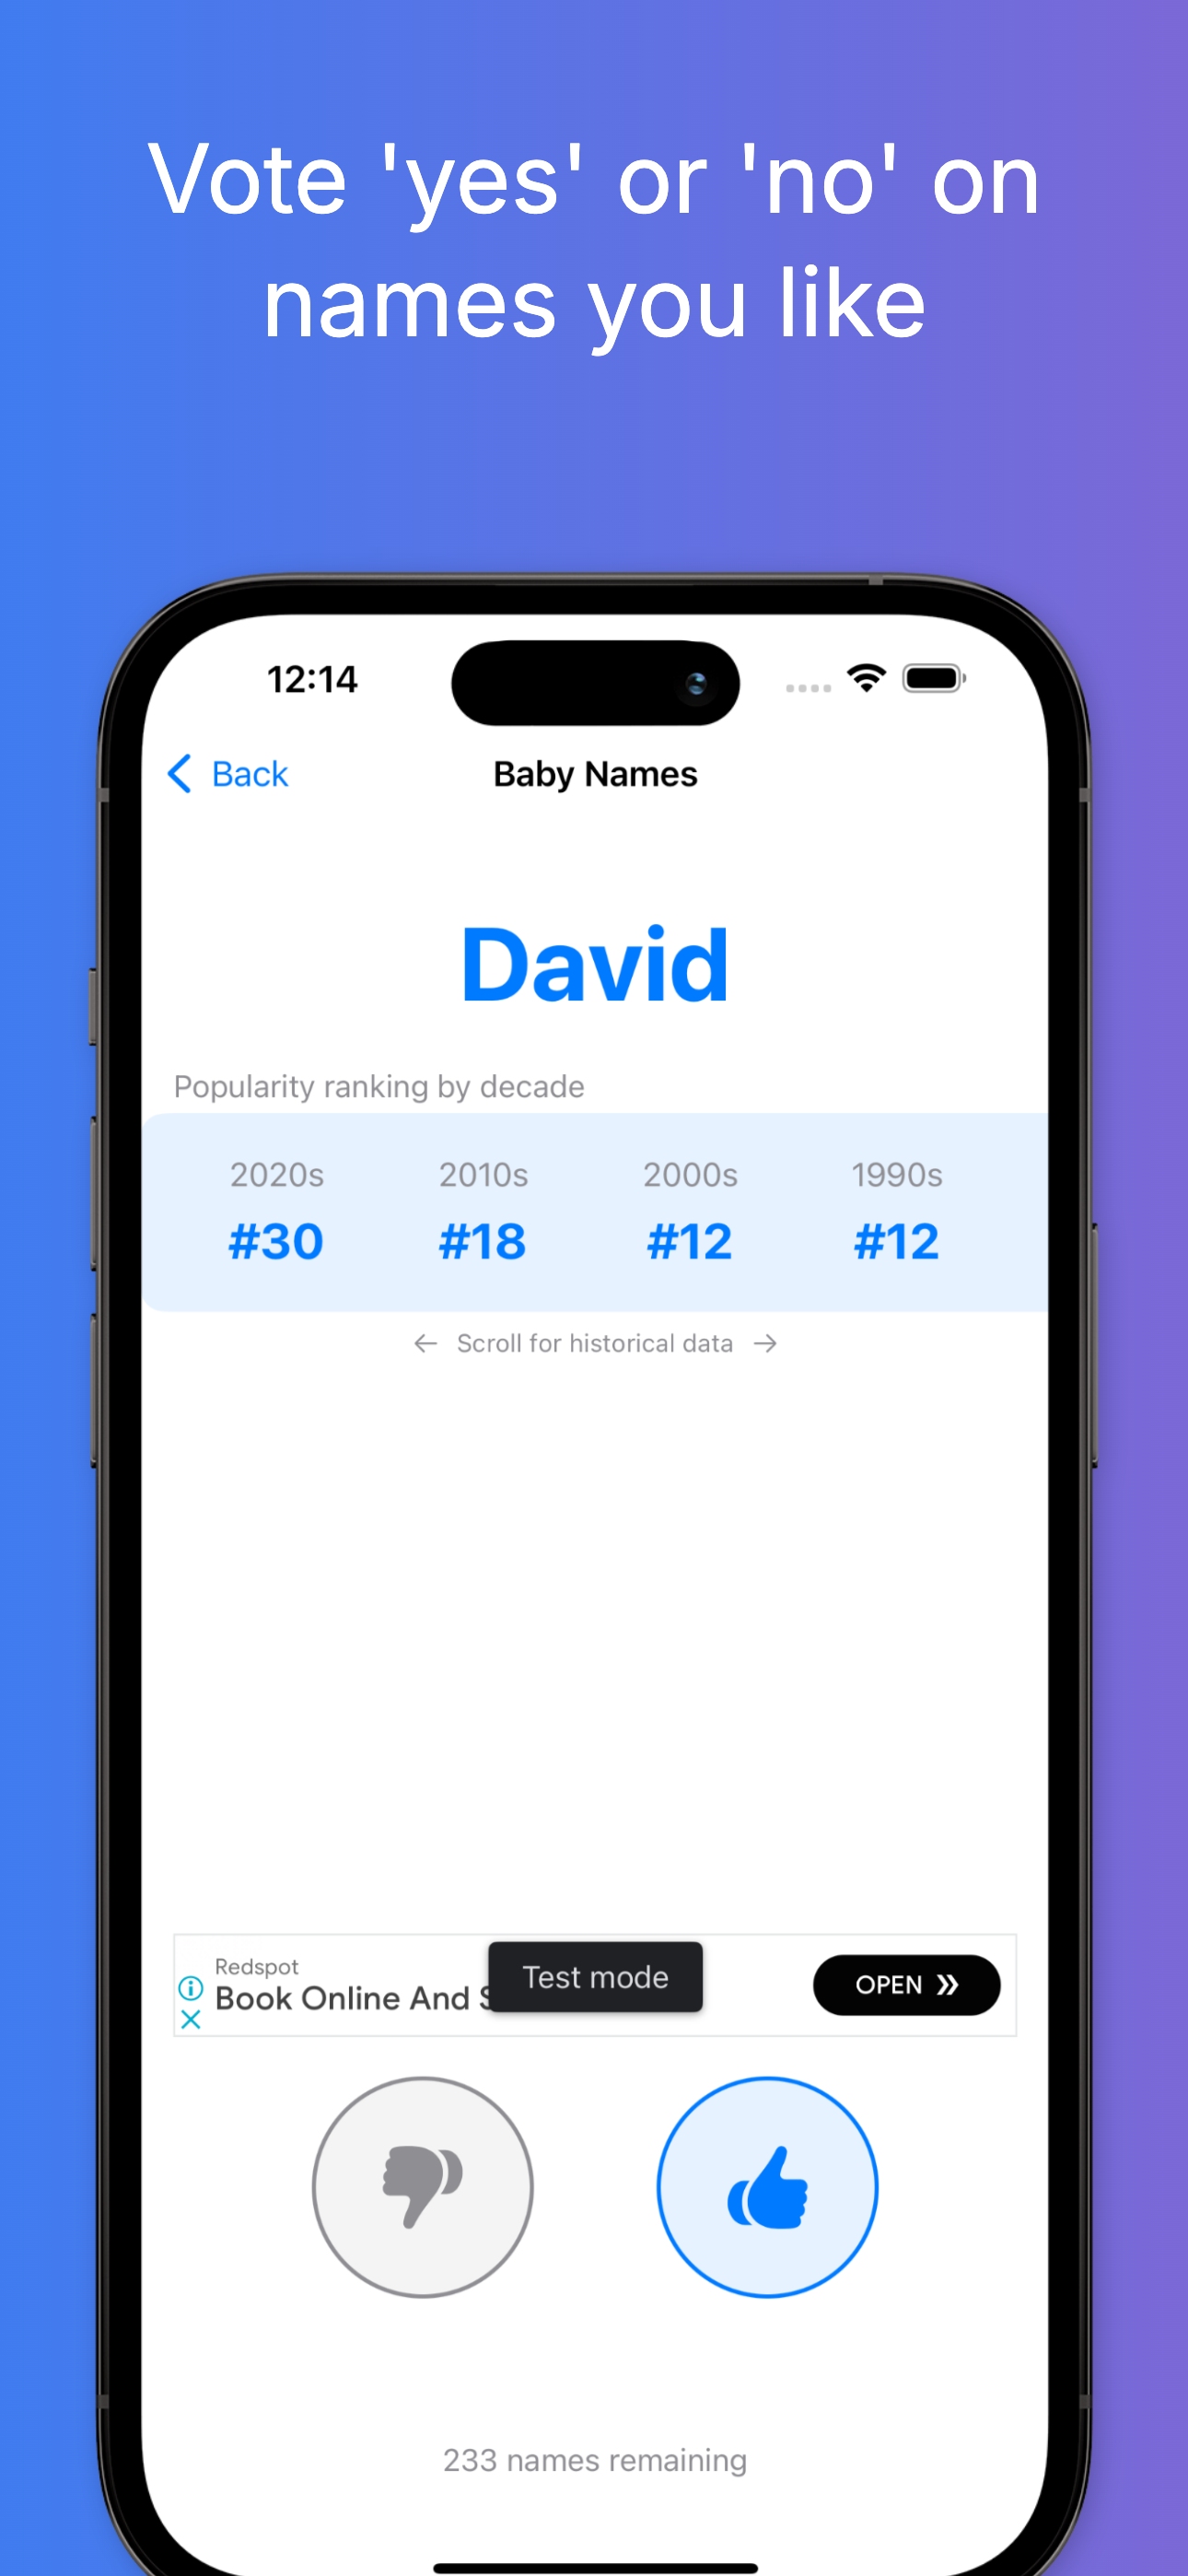 Vote 'yes' or 'no' on
names you like
12:14
Back
Baby Names
David
Popularity ranking by decade
2020s 2010s 2000s 1990s
#30 #18 #12 #12
← Scroll for historical data →
Redspot
Book Online And
Test mode
OPEN
233 names remaining